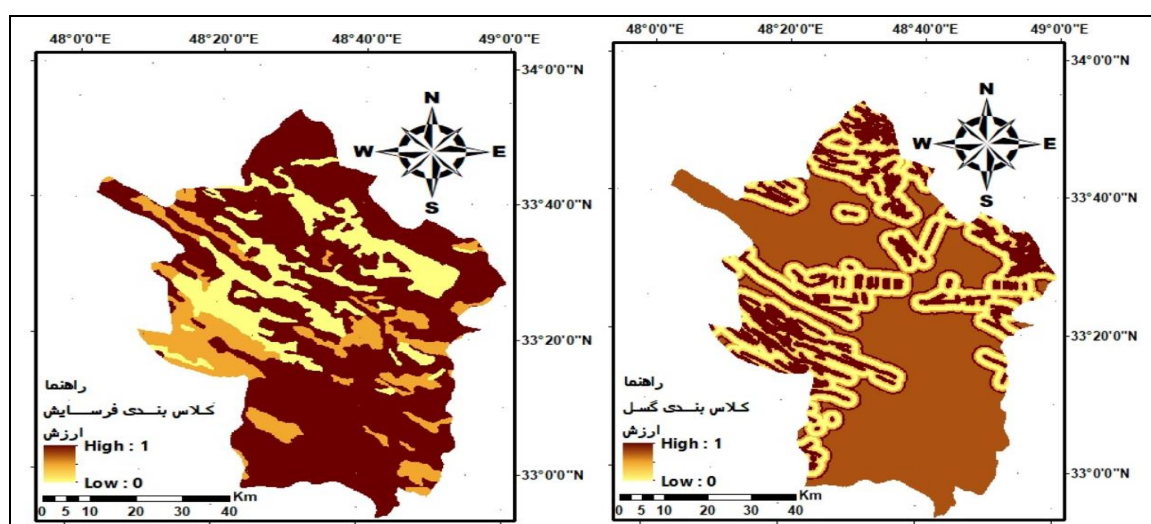 48°0'0"E 48°20'0"E 48°40'0"E 49°0'0"E
34°0'0"N
N
W E
S
33°40'0"N
33°20'0"N
33°0'0"N
راهنما
کلاس بندی فرسایش
ارزش
High : 1
Low : 0
Km
0 5 10 20 30 40
48°0'0"E 48°20'0"E 48°40'0"E 49°0'0"E
34°0'0"N
N
W E
S
33°40'0"N
33°20'0"N
33°0'0"N
راهنما
کلاس بندی گسل
ارزش
High : 1
Low : 0
Km
0 5 10 20 30 40